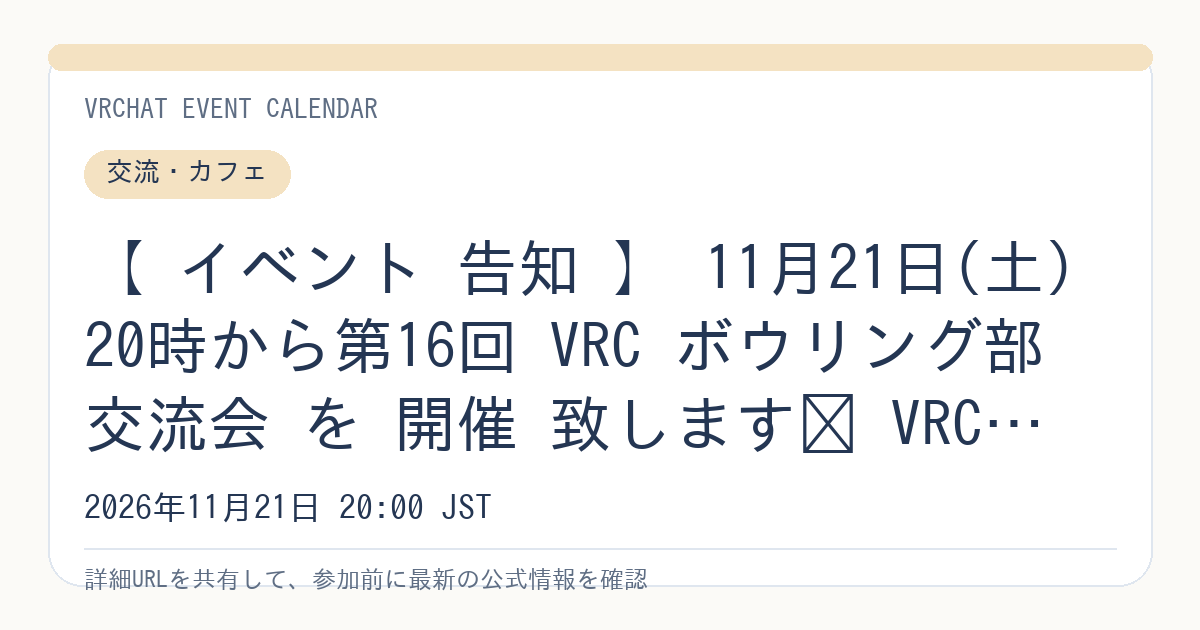 VRCHAT EVENT CALENDAR
交流・カフェ
【 イベント 告知 】 11月21日(土)
20時から第16回 VRC ボウリング部
交流会 を 開催 致します VRC…
2026年11月21日 20:00 JST
詳細URLを共有して、参加前に最新の公式情報を確認